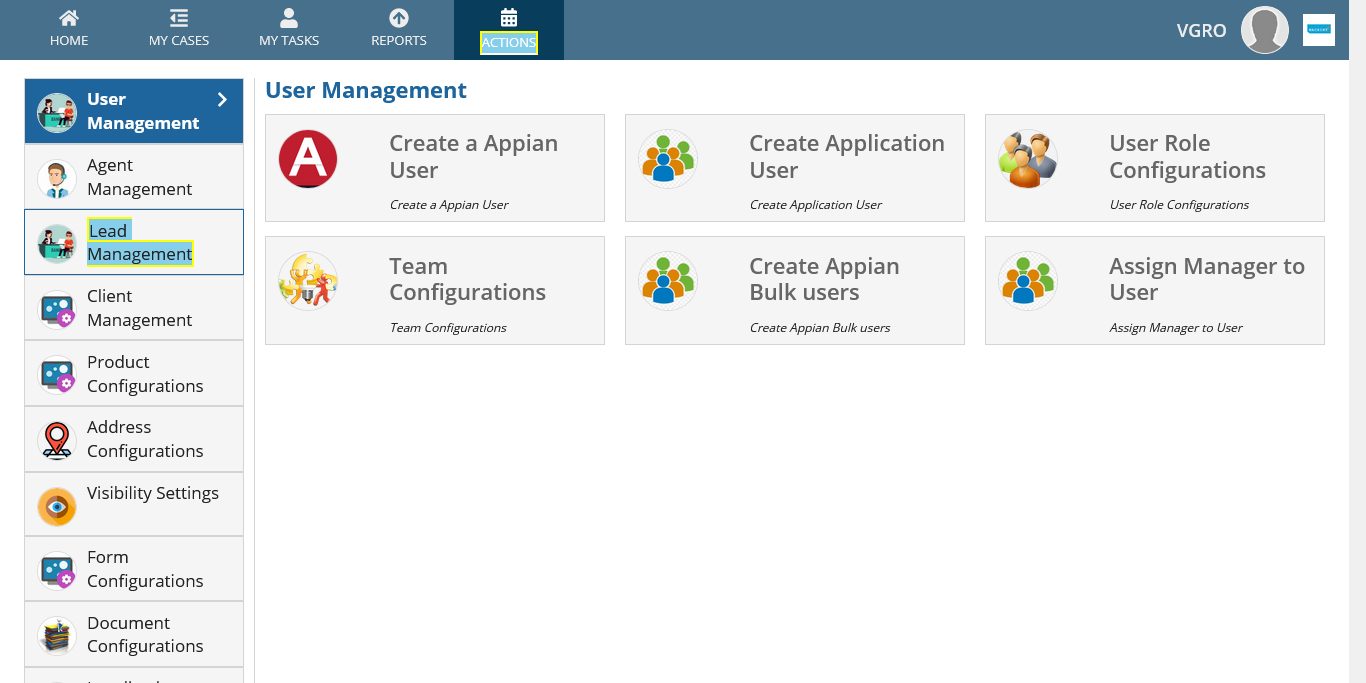 HOME
MY CASES
MY TASKS
REPORTS
ACTIONS
VGRO
User
Management
Agent
Management
Lead
Management
Client
Management
Product
Configurations
Address
Configurations
Visibility Settings
Form
Configurations
Document
Configurations
User Management
A
Create a Appian
User
Create a Appian User
Create Application
User
Create Application User
User Role
Configurations
User Role Configurations
Team
Configurations
Team Configurations
Create Appian
Bulk users
Create Appian Bulk users
Assign Manager to
User
Assign Manager to User